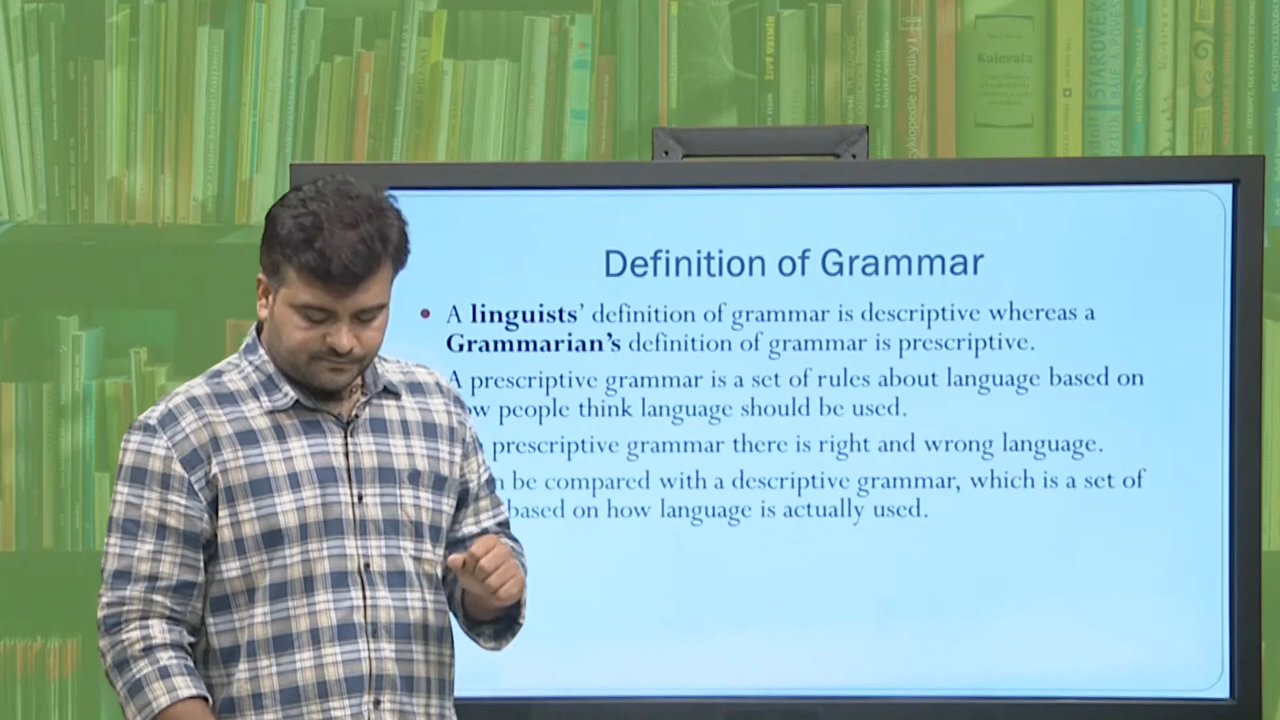 Kalevala
STAROVĚK
Definition of Grammar
• A linguists' definition of grammar is descriptive whereas a
Grammarian's definition of grammar is prescriptive.
A prescriptive grammar is a set of rules about language based on
people think language should be used.
prescriptive grammar there is right and wrong language.
be compared with a descriptive grammar, which is a set of
based on how language is actually used.